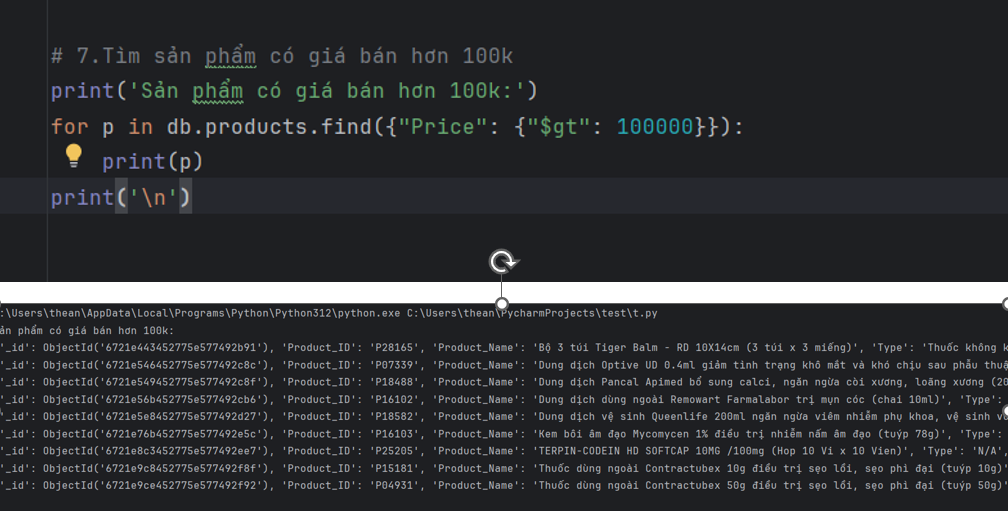 # 7.Tìm sản phẩm có giá bán hơn 100k
print('Sản phẩm có giá bán hơn 100k:')
for p in db.products.find({"Price": {"$gt": 100000}}):
print(p)
print('\n')
:\Users\thean\AppData\Local\Programs\Python\Python312\python.exe C:\Users\thean\PycharmProjects\test\t.py
ản phẩm có giá bán hơn 100k:
'_id': ObjectId('6721e443452775e577492b91'), 'Product_ID': 'P28165', 'Product_Name': 'Bộ 3 túi Tiger Balm - RD 10X14cm (3 túi x 3 miếng)', 'Type': 'Thuốc không k
'_id': ObjectId('6721e546452775e577492c8c'), 'Product_ID': 'P07339', 'Product_Name': 'Dung dịch Optive UD 0.4ml giảm tình trạng khô mắt và khó chịu sau phẫu thuậ
'_id': ObjectId('6721e549452775e577492c8f'), 'Product_ID': 'P18488', 'Product_Name': 'Dung dịch Pancal Apimed bổ sung calci, ngăn ngừa còi xương, loãng xương (20
'_id': ObjectId('6721e56b452775e577492cb6'), 'Product_ID': 'P16102', 'Product_Name': 'Dung dịch dùng ngoài Remowart Farmalabor trị mụn cóc (chai 10ml)', 'Type':
'_id': ObjectId('6721e5e8452775e577492d27'), 'Product_ID': 'P18582', 'Product_Name': 'Dung dịch vệ sinh Queenlife 200ml ngăn ngừa viêm nhiễm phụ khoa, vệ sinh vù
'_id': ObjectId('6721e76b452775e577492e5c'), 'Product_ID': 'P16103', 'Product_Name': 'Kem bôi âm đạo Mycomycen 1% điều trị nhiễm nấm âm đạo (tuýp 78g)', 'Type':
'_id': ObjectId('6721e8c3452775e577492ee7'), 'Product_ID': 'P25205', 'Product_Name': 'TERPIN-CODEIN HD SOFTCAP 10MG /100mg (Hop 10 Vi x 10 Vien)', 'Type': 'N/A',
'_id': ObjectId('6721e9c8452775e577492f8f'), 'Product_ID': 'P15181', 'Product_Name': 'Thuốc dùng ngoài Contractubex 10g điều trị sẹo lồi, sẹo phì đại (tuýp 10g)'
'_id': ObjectId('6721e9ce452775e577492f92'), 'Product_ID': 'P04931', 'Product_Name': 'Thuốc dùng ngoài Contractubex 50g điều trị sẹo lồi, sẹo phì đại (tuýp 50g)'